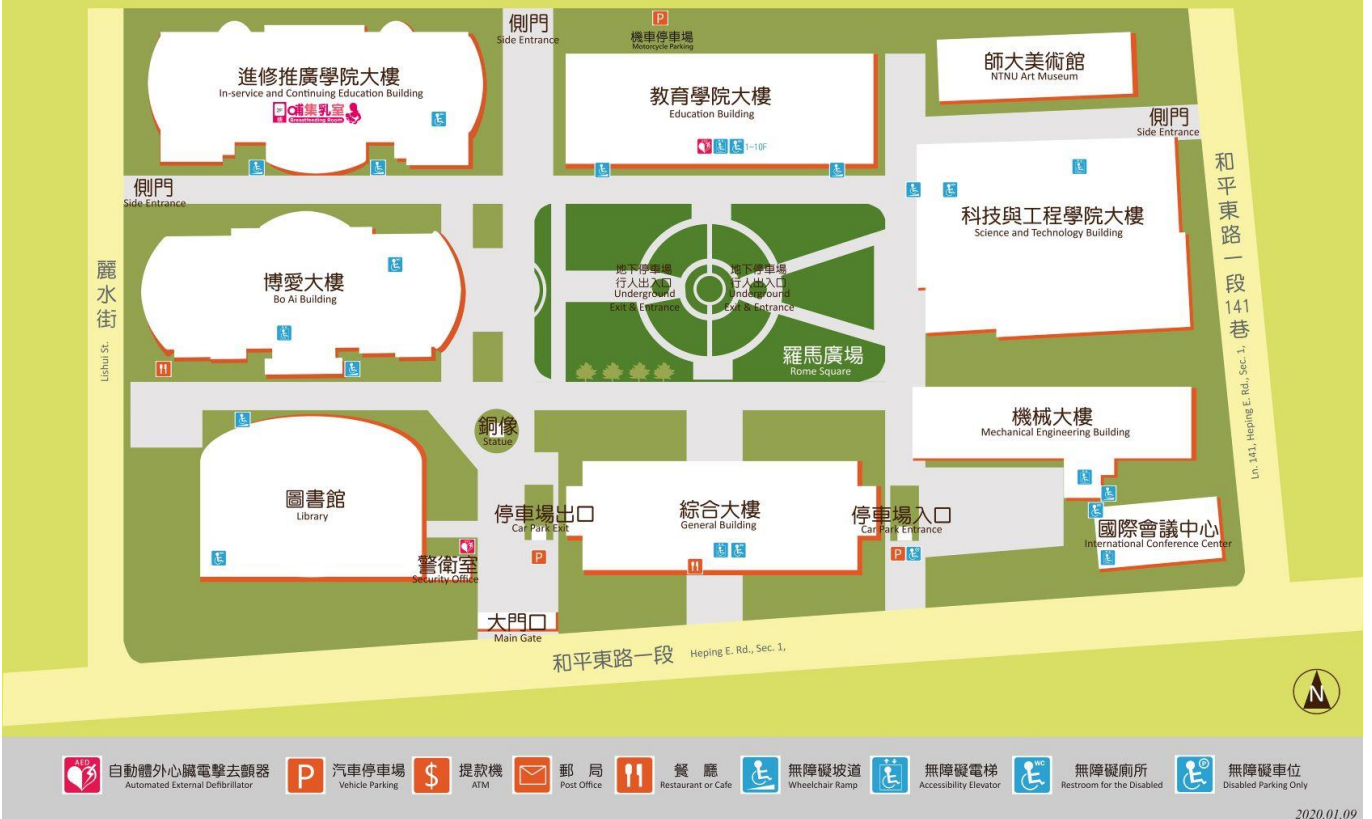 側門
Side Entrance
P
機車停車場
Motorcycle Parking
進修推廣學院大樓
In-service and Continuing Education Building
哺集乳室
Breastfeeding Room
教育學院大樓
Education Building
1~10F
師大美術館
NTNU Art Museum
側門
Side Entrance
側門
Side Entrance
科技與工程學院大樓
Science and Technology Building
和平東路一段141巷
Ln. 141, Heping E. Rd., Sec. 1,
麗水街
Lishui St.
博愛大樓
Bo Ai Building
地下停車場
行人出入口
Underground
Exit & Entrance
地下停車場
行人出入口
Underground
Exit & Entrance
羅馬廣場
Rome Square
銅像
Statue
機械大樓
Mechanical Engineering Building
圖書館
Library
停車場出口
Car Park Exit
P
綜合大樓
General Building
停車場入口
Car Park Entrance
P
國際會議中心
International Conference Center
警衛室
Security Office
大門口
Main Gate
和平東路一段 Heping E. Rd., Sec. 1,
N
AED
自動體外心臟電擊去顫器
Automated External Defibrillator
P
汽車停車場
Vehicle Parking
$
提款機
ATM
郵 局
Post Office
餐 廳
Restaurant or Cafe
無障礙坡道
Wheelchair Ramp
無障礙電梯
Accessibility Elevator
WC
無障礙廁所
Restroom for the Disabled
P
無障礙車位
Disabled Parking Only
2020.01.09